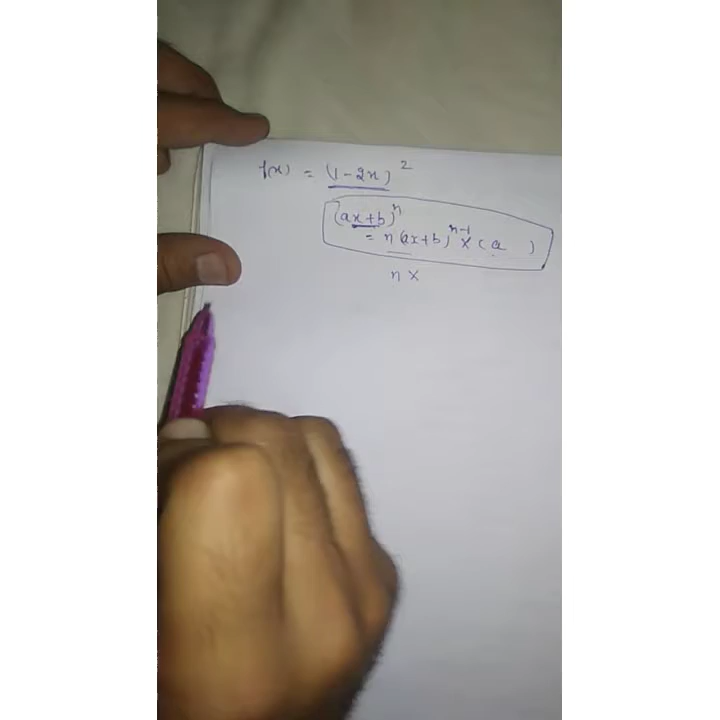 f(x) = (1-2x)²
(ax+b)ⁿ
= n(ax+b)ⁿ⁻¹ × (a )
n ×